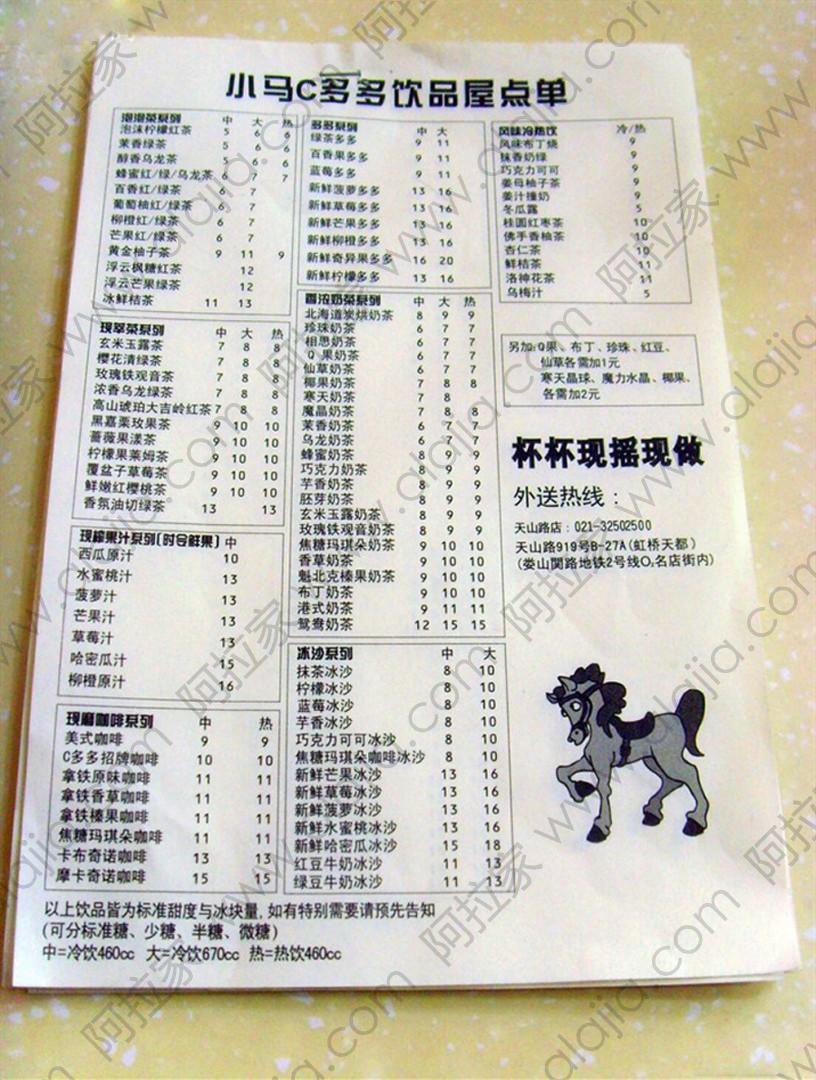 小马C多多饮品屋点单
泡泡茶系列 中 大 热
泡沫柠檬红茶 5 6 6
茉香绿茶 5 6 6
醇香乌龙茶 5 6 6
蜂蜜红/绿/乌龙茶 6 7 7
百香红/绿茶 6 7
葡萄柚红/绿茶 6 7
柳橙红/绿茶 6 7
芒果红/绿茶 6 7
黄金柚子茶 9 11 9
浮云枫糖红茶 12
浮云芒果绿茶 12
冰鲜桔茶 11 13
现萃茶系列 中 大 热
玄米玉露茶 7 8 8
樱花清绿茶 7 8 8
玫瑰铁观音茶 7 8 8
浓香乌龙绿茶 7 8 8
高山琥珀大吉岭红茶 7 8 8
黑嘉栗玫果茶 9 10 10
蔷薇果漾茶 9 10 10
柠檬果莱姆茶 9 10 10
覆盆子草莓茶 9 10 10
鲜嫩红樱桃茶 9 10 10
香氛油切绿茶 13 13
现榨果汁系列(时令鲜果) 中
西瓜原汁 10
水蜜桃汁 13
菠萝汁 13
芒果汁 13
草莓汁 13
哈密瓜汁 15
柳橙原汁 16
现磨咖啡系列 中 热
美式咖啡 9 9
C多多招牌咖啡 10 10
拿铁原味咖啡 11 11
拿铁香草咖啡 11 11
拿铁榛果咖啡 11 11
焦糖玛琪朵咖啡 11 11
卡布奇诺咖啡 13 13
摩卡奇诺咖啡 15 15
多多系列 中 大
绿茶多多 9 11
百香果多多 9 11
蓝莓多多 9 11
新鲜菠萝多多 13 16
新鲜草莓多多 13 16
新鲜芒果多多 13 16
新鲜柳橙多多 13 16
新鲜奇异果多多 16 20
新鲜柠檬多多 13 16
香浓奶茶系列 中 大 热
北海道炭烘奶茶 8 9 9
珍珠奶茶 6 7 7
相思奶茶 6 7 7
Q 果奶茶 6 7 7
仙草奶茶 6 7 7
椰果奶茶 7 8 8
寒天奶茶 7 8
魔晶奶茶 7 8 8
茉香奶茶 6 7 7
乌龙奶茶 6 7 7
蜂蜜奶茶 8 9 9
巧克力奶茶 8 9 9
芋香奶茶 8 9 9
胚芽奶茶 8 9 9
玄米玉露奶茶 8 9 9
玫瑰铁观音奶茶 8 9 9
焦糖玛琪朵奶茶 9 10 10
香草奶茶 9 10 10
魁北克榛果奶茶 9 10 10
布丁奶茶 9 10 10
港式奶茶 9 11 11
鸳鸯奶茶 12 15 15
冰沙系列 中 大
抹茶冰沙 8 10
柠檬冰沙 8 10
蓝莓冰沙 8 10
芋香冰沙 8 10
巧克力可可冰沙 8 10
焦糖玛琪朵咖啡冰沙 8 10
新鲜芒果冰沙 13 16
新鲜草莓冰沙 13 16
新鲜菠萝冰沙 13 16
新鲜水蜜桃冰沙 13 16
新鲜哈密瓜冰沙 15 18
红豆牛奶冰沙 11 13
绿豆牛奶冰沙 11 13
风味冷热饮 冷/热
风味布丁烧 9
抹香奶绿 9
巧克力可可 9
姜母柚子茶 9
姜汁撞奶 9
冬瓜露 5
桂圆红枣茶 10
佛手香柚茶 10
杏仁茶 10
鲜桔茶 11
洛神花茶 11
乌梅汁 5
另加:Q果、布丁、珍珠、红豆、
仙草各需加1元
寒天晶球、魔力水晶、椰果、
各需加2元
杯杯现摇现做
外送热线：
天山路店：021-32502500
天山路919号B-27A(虹桥天都)
(娄山関路地铁2号线O,名店街内)
以上饮品皆为标准甜度与冰块量,如有特别需要请预先告知
(可分标准糖、少糖、半糖、微糖)
中=冷饮460cc 大=冷饮670cc 热=热饮460cc
阿拉家 www.alajia.com